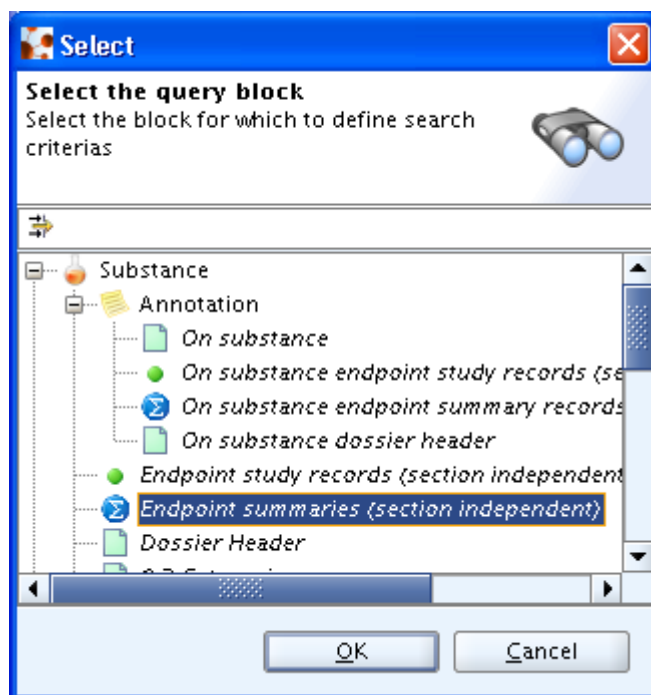 Select
Select the query block
Select the block for which to define search
criterias
Substance
Annotation
On substance
On substance endpoint study records (se
On substance endpoint summary records
On substance dossier header
Endpoint study records (section independent
Endpoint summaries (section independent)
Dossier Header
OK Cancel